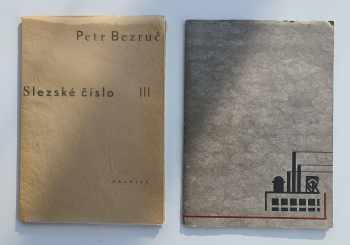 Petr Bezruč
Slezské číslo III